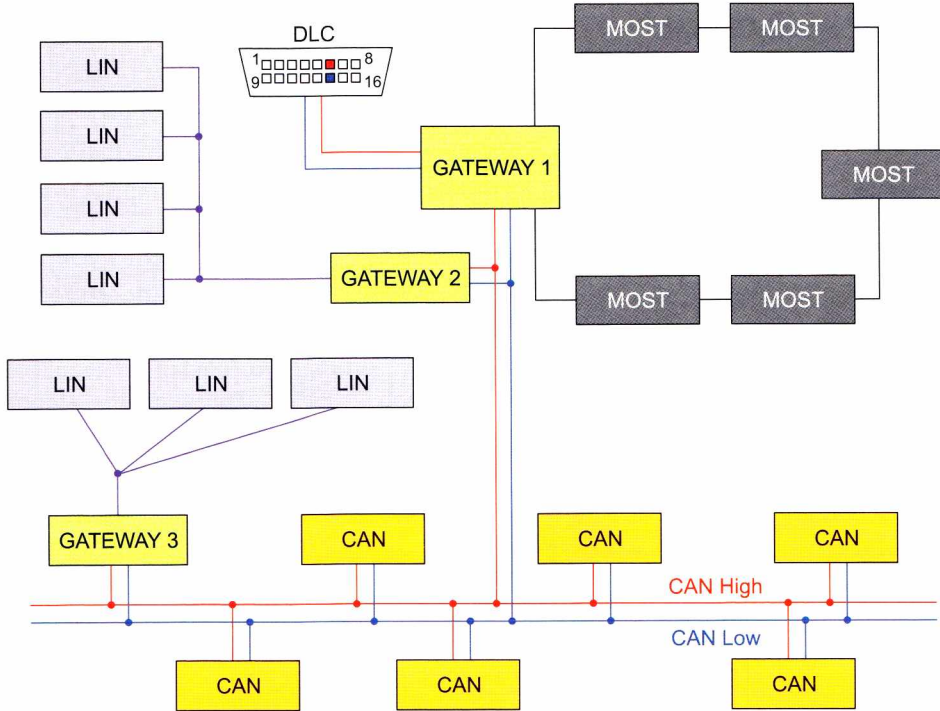 MOST MOST
DLC
1 8
9 16
LIN
LIN
GATEWAY 1
MOST
LIN
LIN
GATEWAY 2
MOST MOST
LIN LIN LIN
GATEWAY 3 CAN CAN CAN
CAN High
CAN Low
CAN CAN CAN